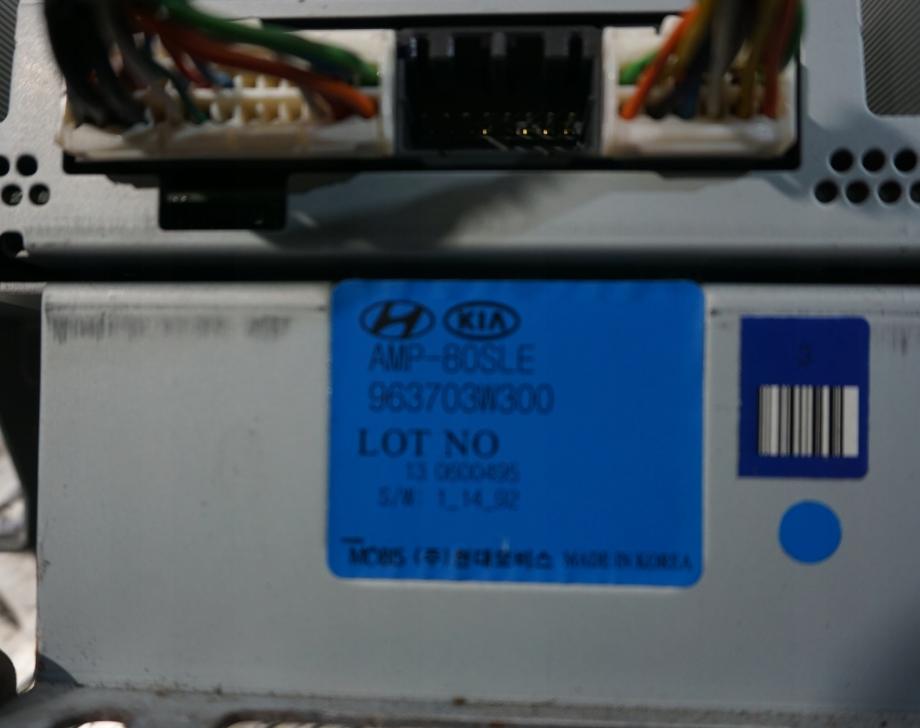 KIA
AMP-80SLE
963703W300
LOT NO
13 0600495
S/W: 1_14_92
MOBIS (주)현대모비스 MADE IN KOREA
3